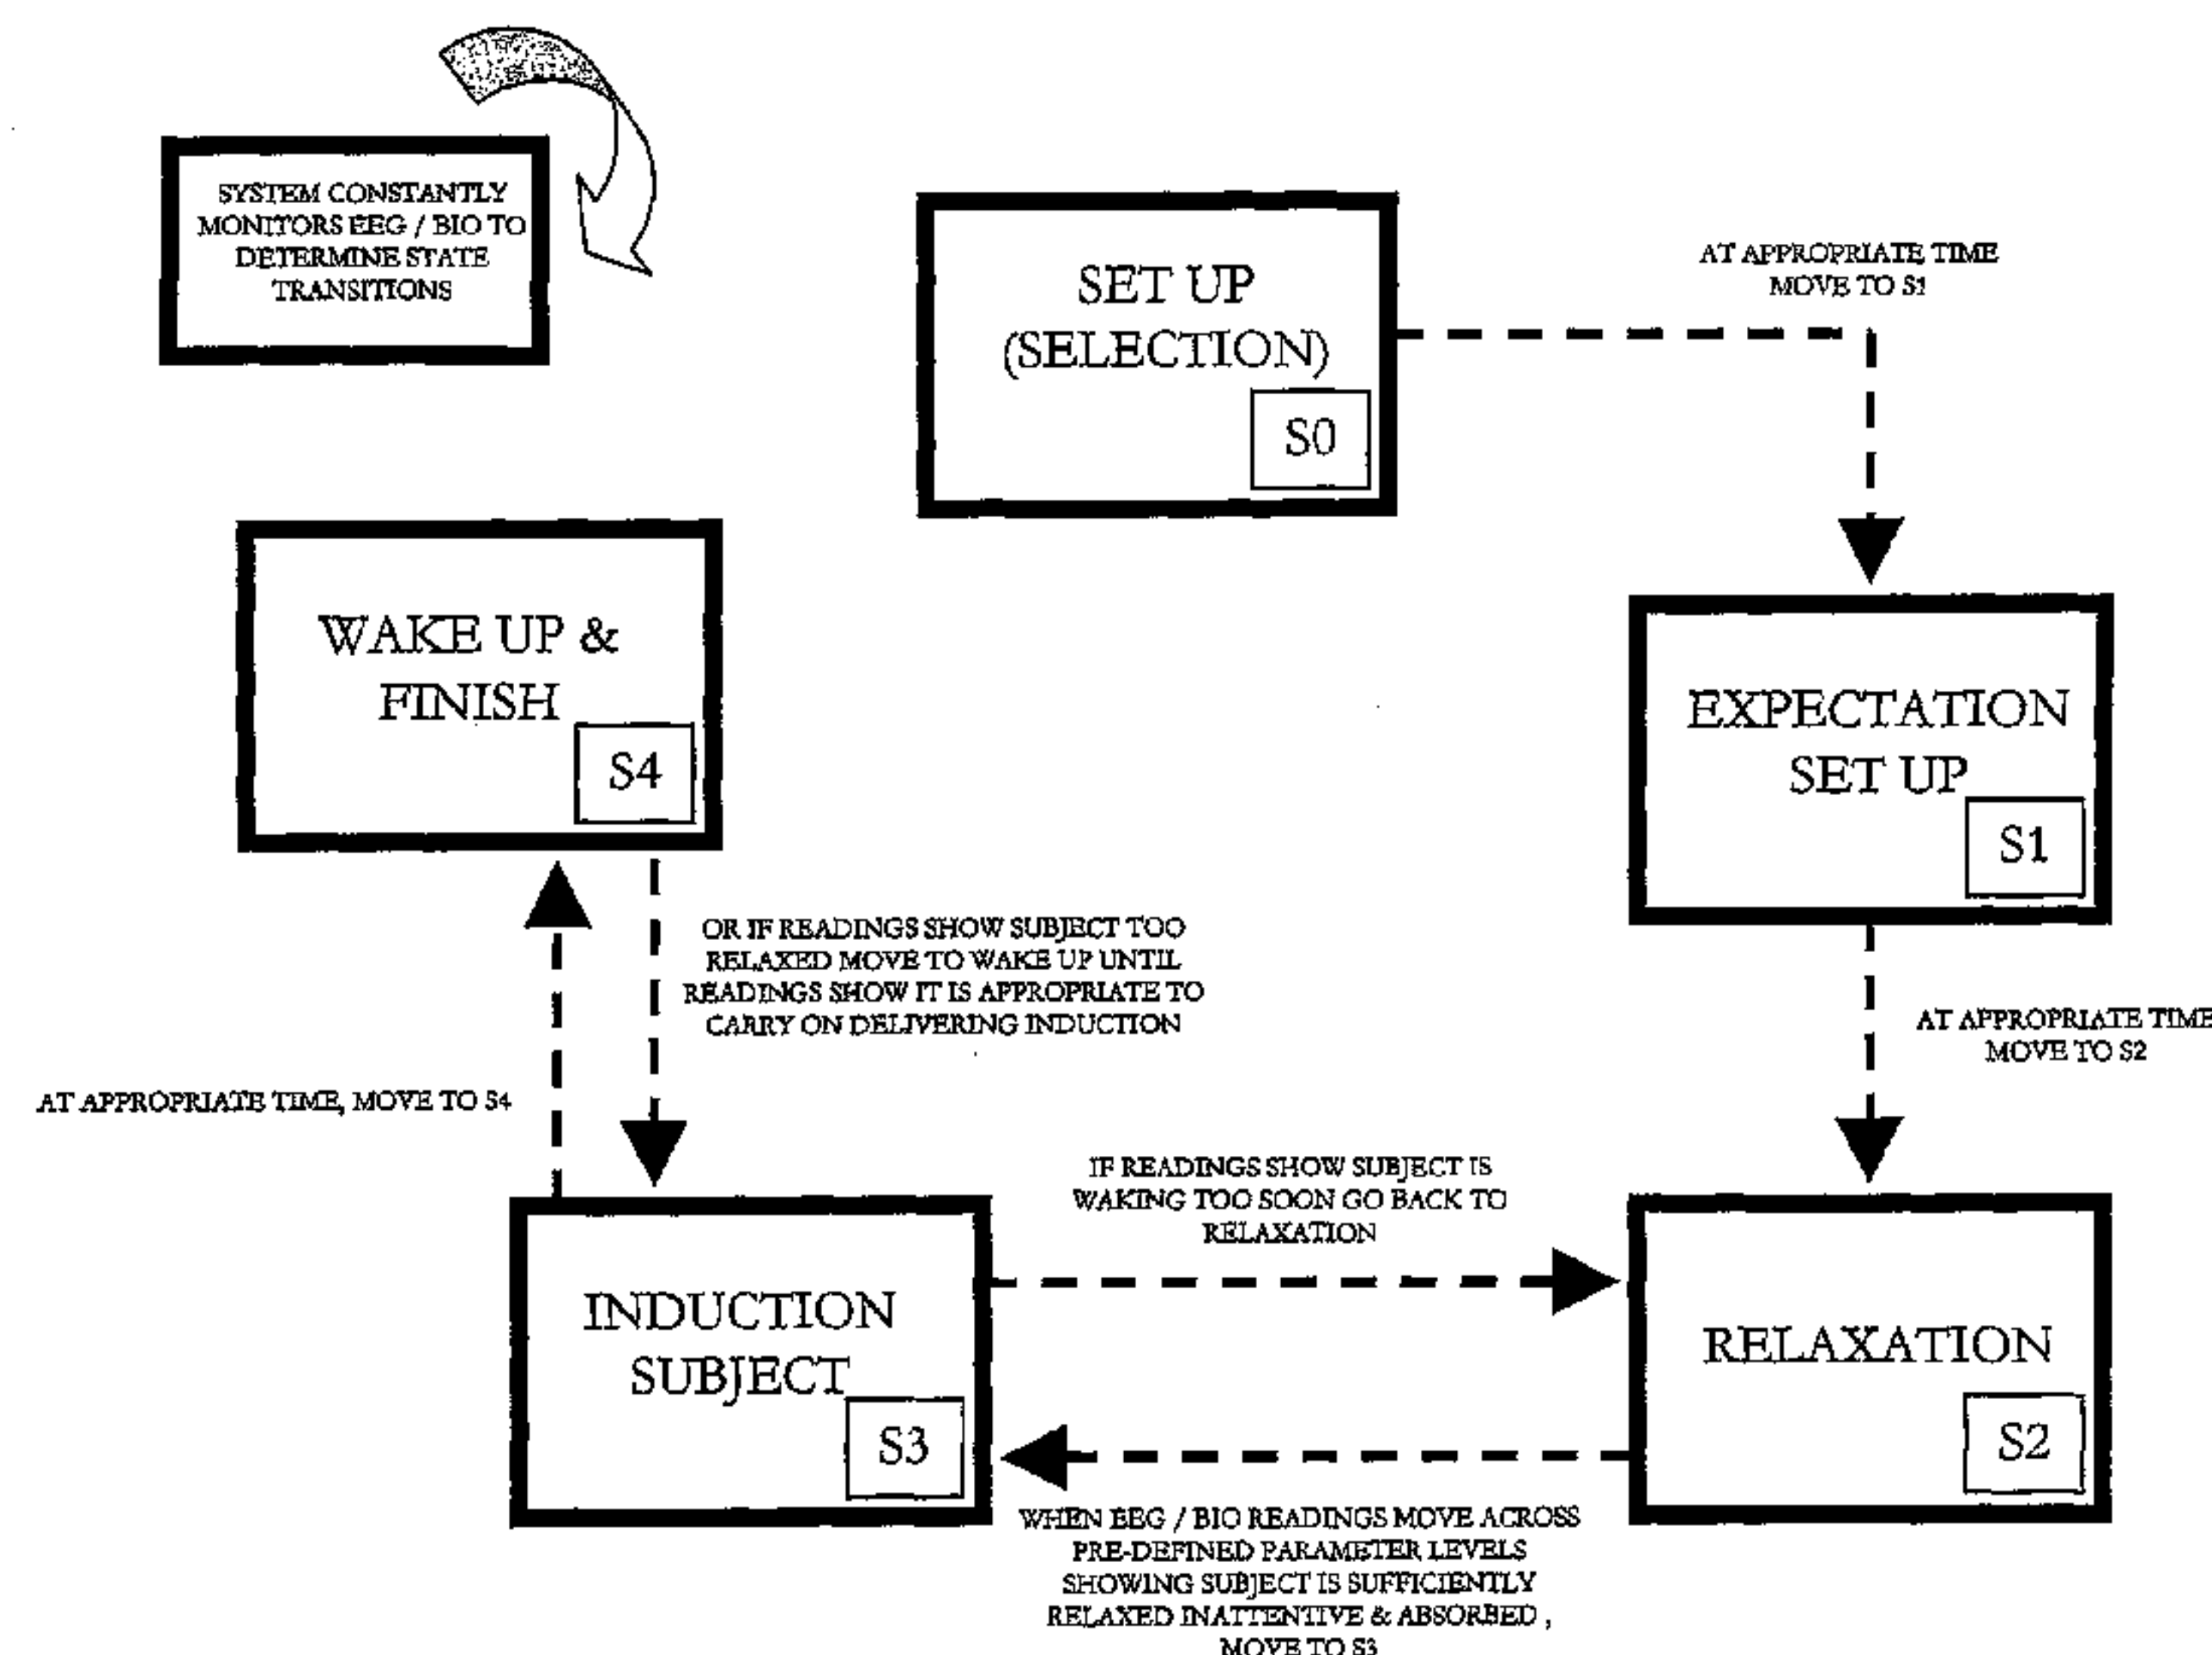 SYSTEM CONSTANTLY
MONITORS EEG / BIO TO
DETERMINE STATE
TRANSITIONS
SET UP
(SELECTION)
S0
AT APPROPRIATE TIME
MOVE TO S1
WAKE UP &
FINISH
S4
EXPECTATION
SET UP
S1
OR IF READINGS SHOW SUBJECT TOO
RELAXED MOVE TO WAKE UP UNTIL
READINGS SHOW IT IS APPROPRIATE TO
CARRY ON DELIVERING INDUCTION
AT APPROPRIATE TIME
MOVE TO S2
AT APPROPRIATE TIME, MOVE TO S4
IF READINGS SHOW SUBJECT IS
WAKING TOO SOON GO BACK TO
RELAXATION
INDUCTION
SUBJECT
S3
RELAXATION
S2
WHEN EEG / BIO READINGS MOVE ACROSS
PRE-DEFINED PARAMETER LEVELS
SHOWING SUBJECT IS SUFFICIENTLY
RELAXED INATTENTIVE & ABSORBED ,
MOVE TO S3